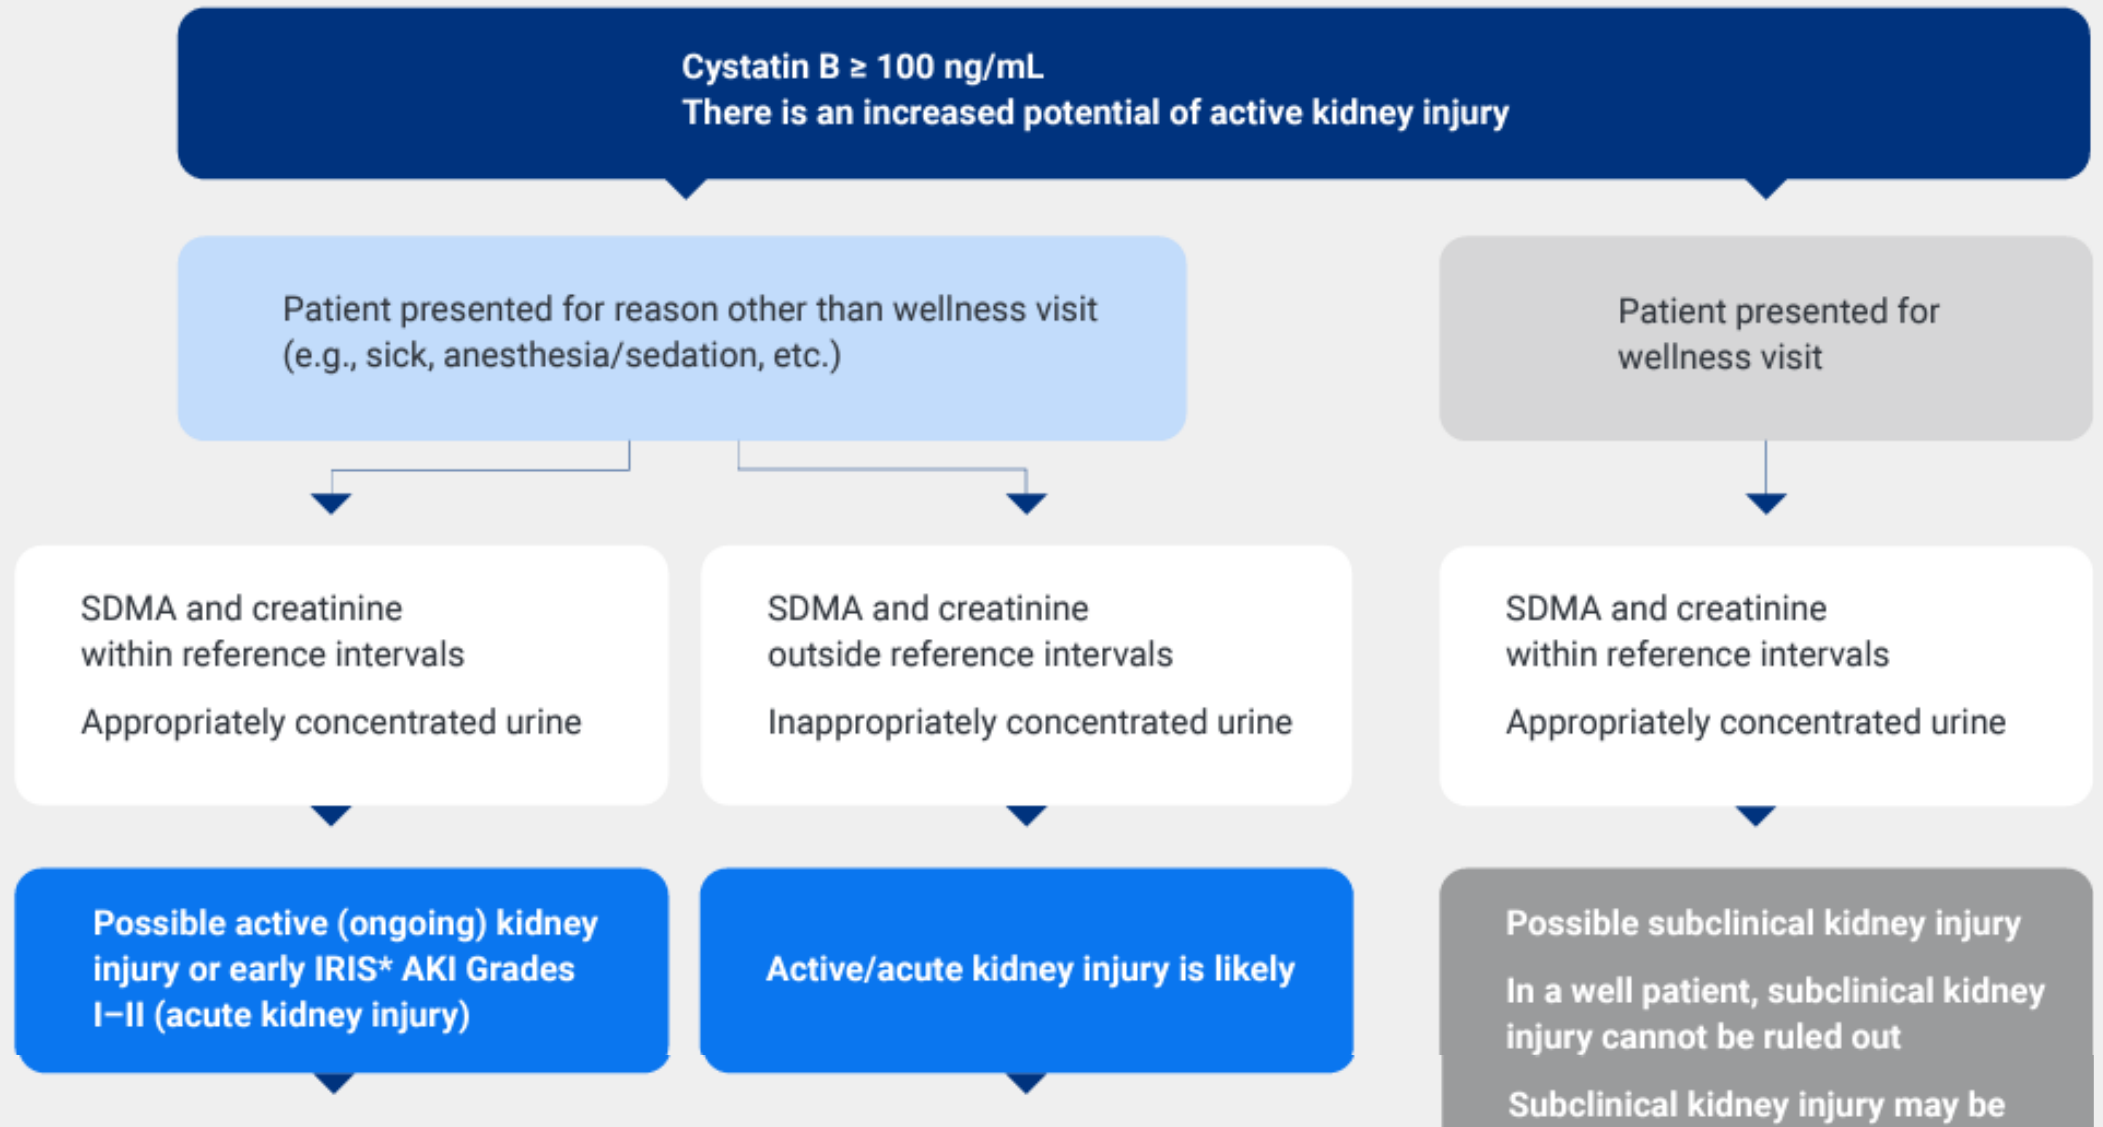 Cystatin B ≥ 100 ng/mL
There is an increased potential of active kidney injury
Patient presented for reason other than wellness visit
(e.g., sick, anesthesia/sedation, etc.)
Patient presented for
wellness visit
SDMA and creatinine
within reference intervals
Appropriately concentrated urine
SDMA and creatinine
outside reference intervals
Inappropriately concentrated urine
SDMA and creatinine
within reference intervals
Appropriately concentrated urine
Possible active (ongoing) kidney
injury or early IRIS* AKI Grades
I–II (acute kidney injury)
Active/acute kidney injury is likely
Possible subclinical kidney injury
In a well patient, subclinical kidney
injury cannot be ruled out
Subclinical kidney injury may be